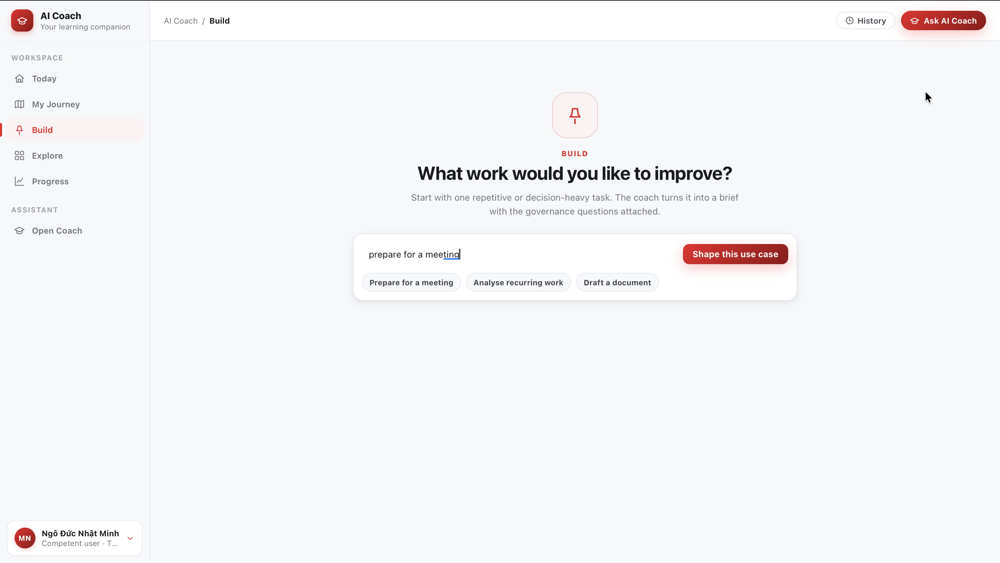 AI Coach
Your learning companion
WORKSPACE
Today
My Journey
Build
Explore
Progress
ASSISTANT
Open Coach
MN
Ngô Đức Nhật Minh
Competent user · T...
AI Coach / Build
History
Ask AI Coach
BUILD
What work would you like to improve?
Start with one repetitive or decision-heavy task. The coach turns it into a brief
with the governance questions attached.
prepare for a meeting
Shape this use case
Prepare for a meeting
Analyse recurring work
Draft a document